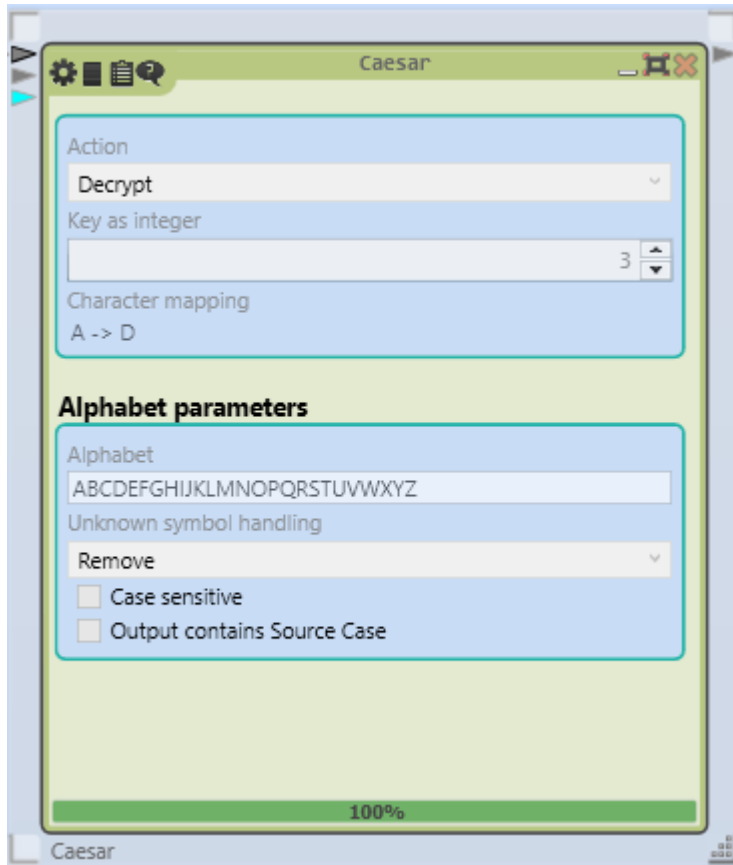 Caesar
Action
Decrypt
Key as integer
3
Character mapping
A -> D
Alphabet parameters
Alphabet
ABCDEFGHIJKLMNOPQRSTUVWXYZ
Unknown symbol handling
Remove
Case sensitive
Output contains Source Case
100%
Caesar